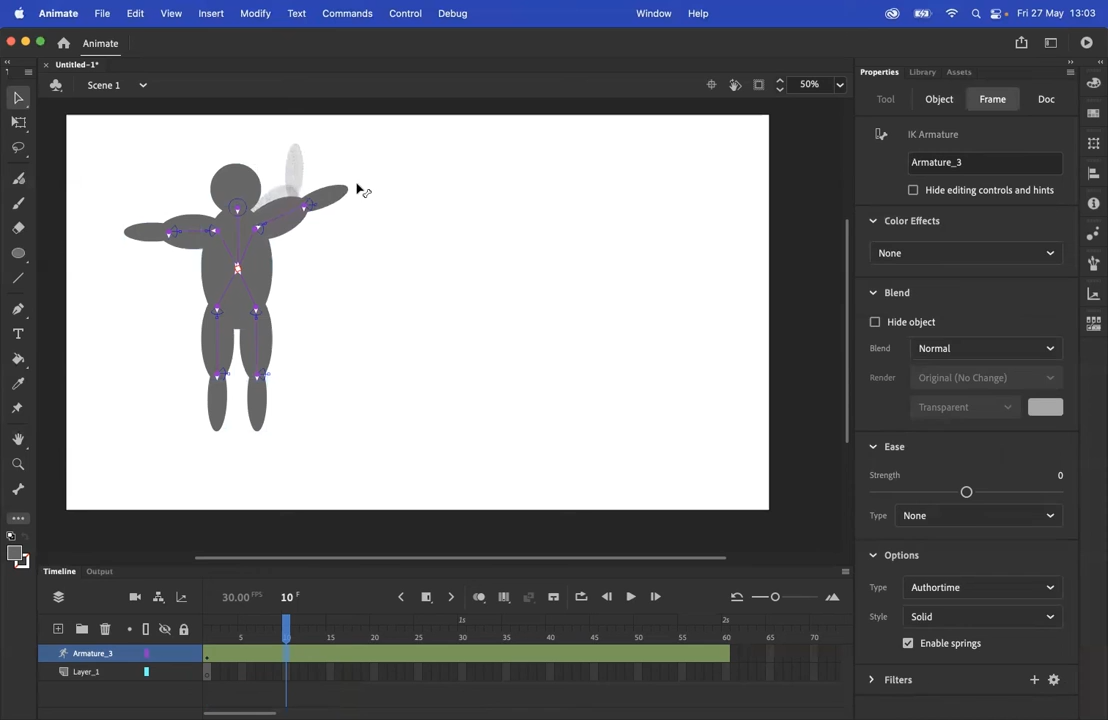 Animate File Edit View Insert Modify Text Commands Control Debug Window Help Fri 27 May 13:03
Animate
Untitled-1*
Scene 1
50%
Properties Library Assets
Tool Object Frame Doc
IK Armature
Armature_3
Hide editing controls and hints
Color Effects
None
Blend
Hide object
Blend Normal
Render Original (No Change)
Transparent
Ease
Strength 0
Type None
Options
Type Authortime
Style Solid
Enable springs
Filters
Timeline Output
30.00 FPS 10 F
1s 2s
5 10 15 20 25 30 35 40 45 50 55 60 65 70
Armature_3
Layer_1